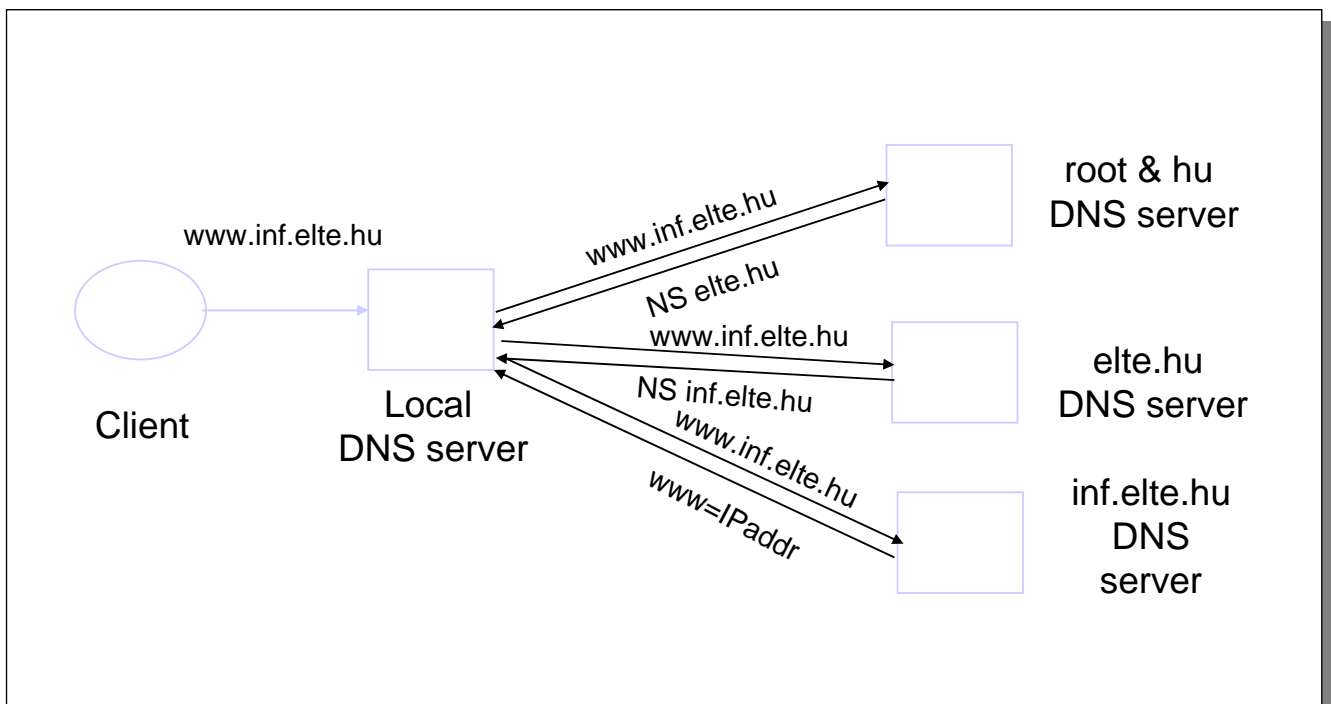 www.inf.elte.hu
Client
Local
DNS server
www.inf.elte.hu
NS elte.hu
www.inf.elte.hu
NS inf.elte.hu
www.inf.elte.hu
www=IPaddr
root & hu
DNS server
elte.hu
DNS server
inf.elte.hu
DNS
server